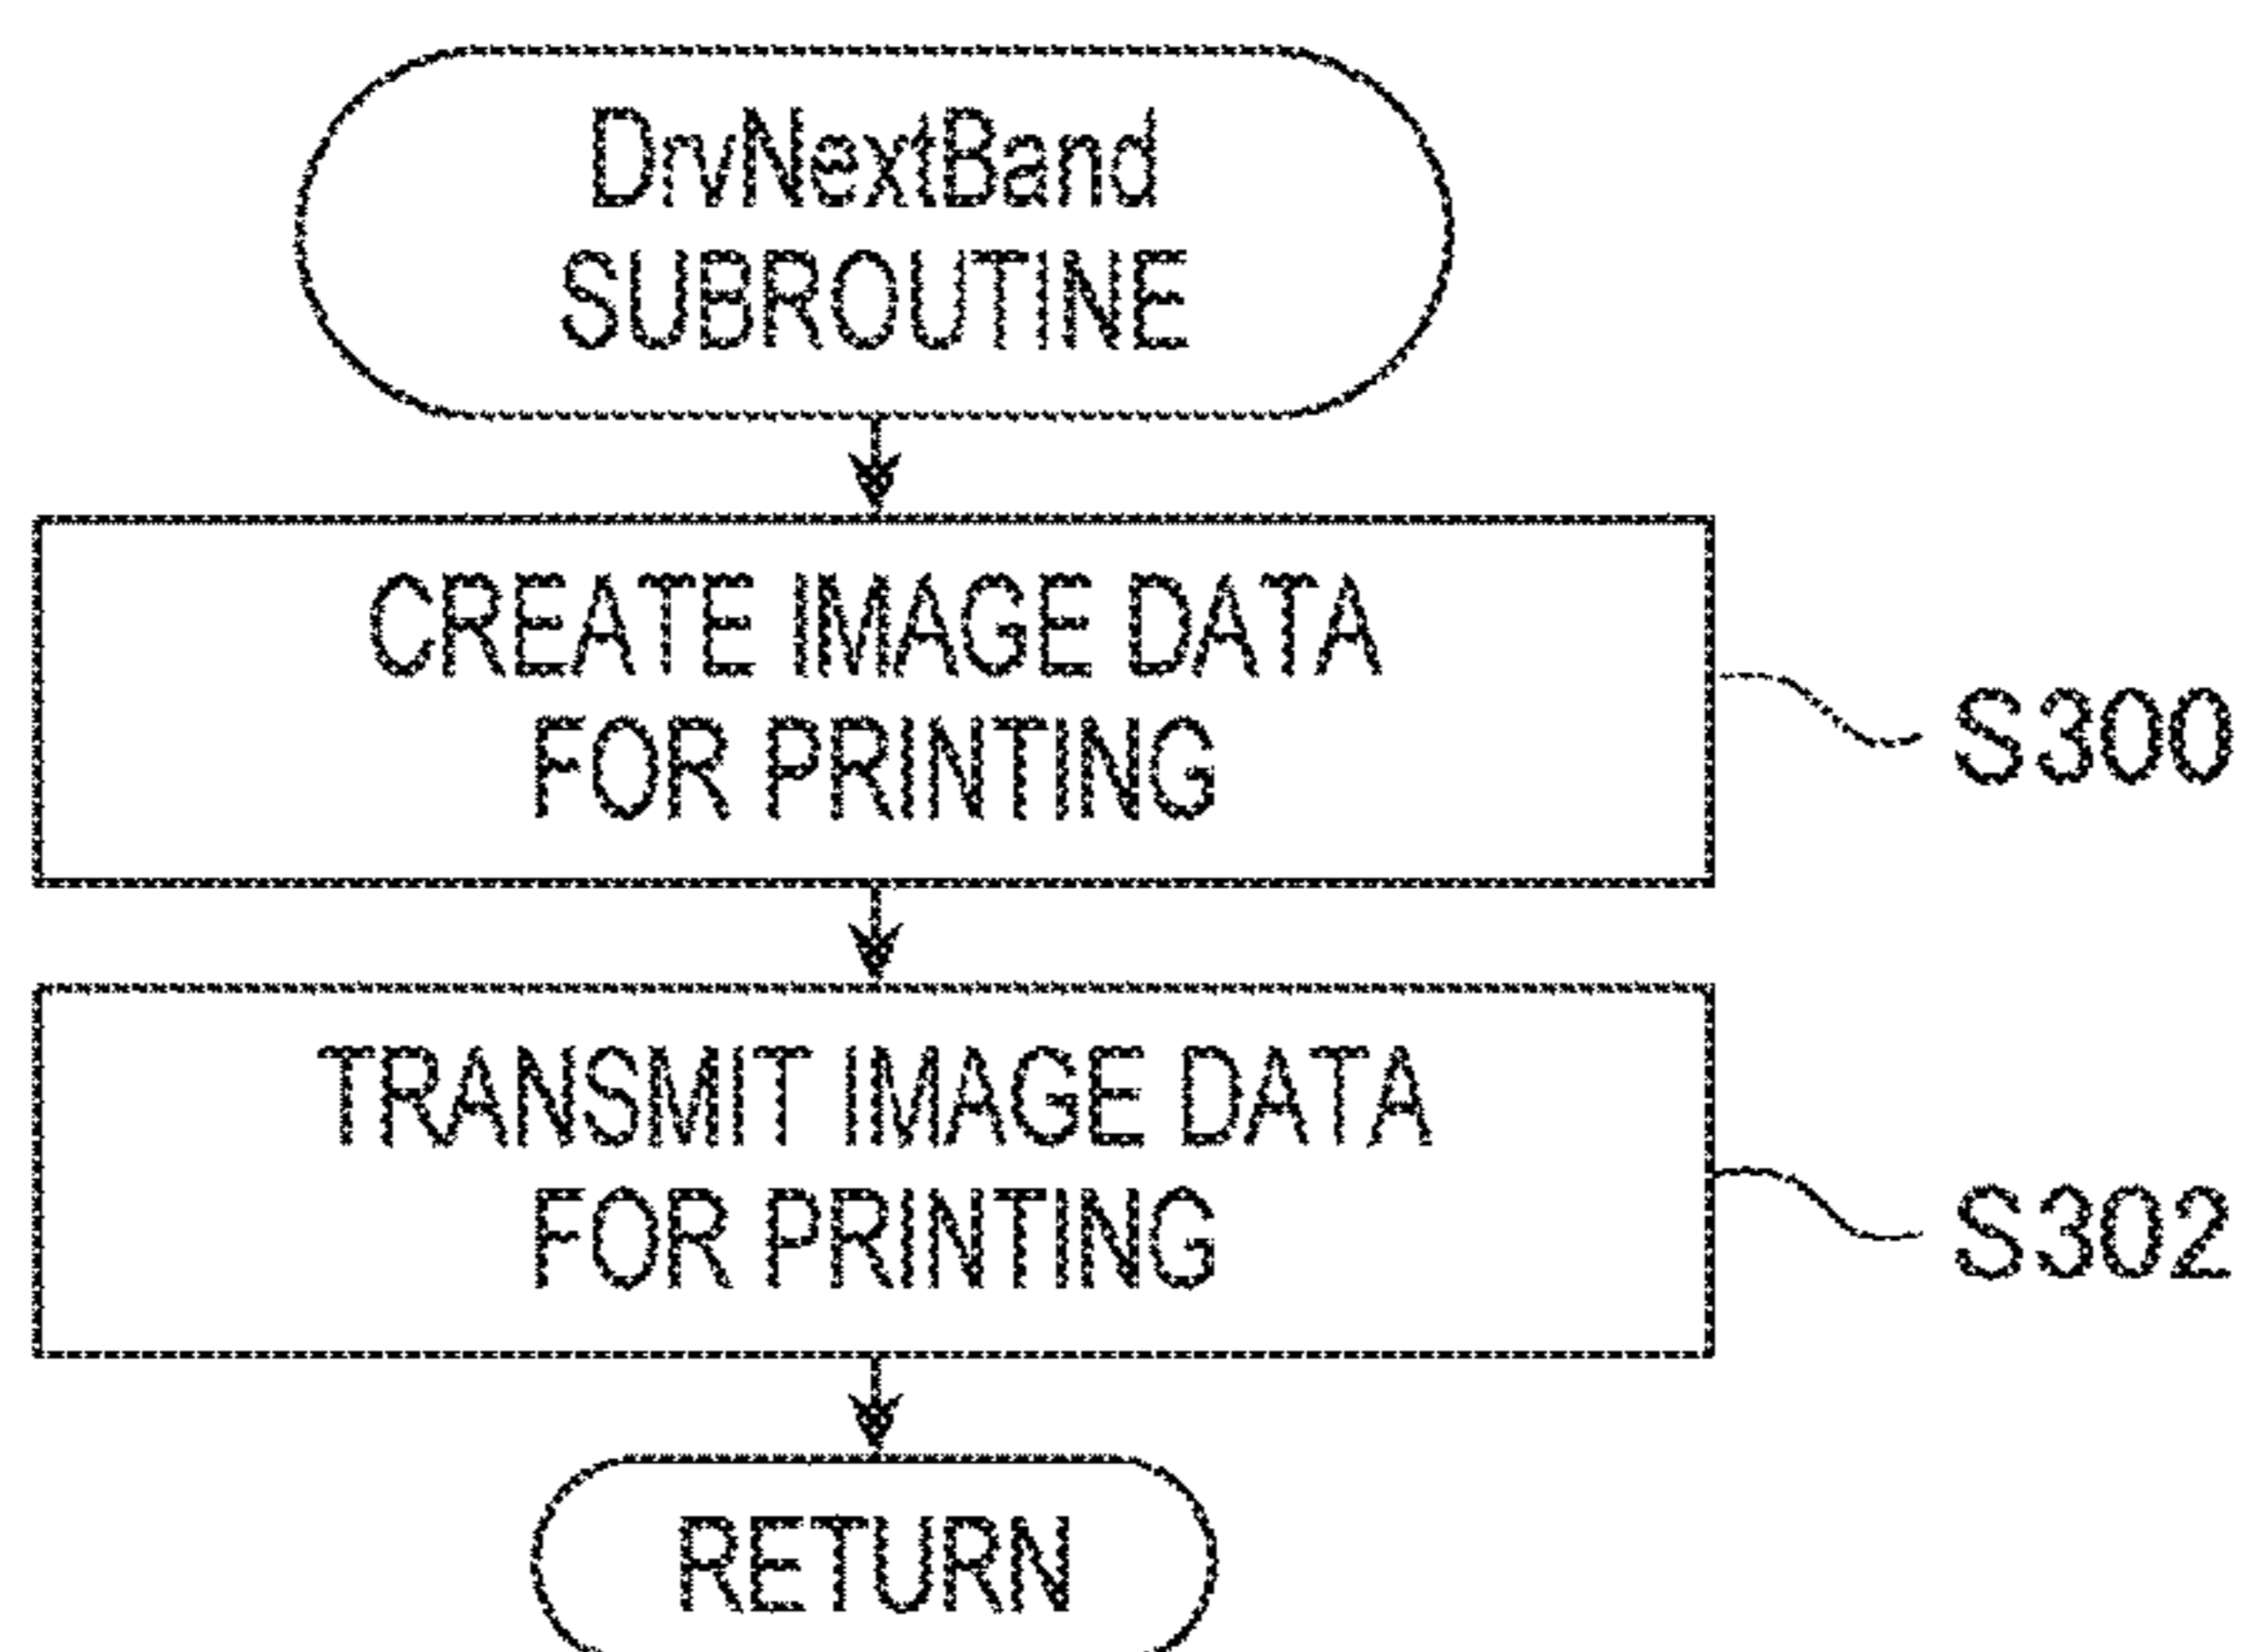 DrvNextBand
SUBROUTINE
CREATE IMAGE DATA
FOR PRINTING
S300
TRANSMIT IMAGE DATA
FOR PRINTING
S302
RETURN